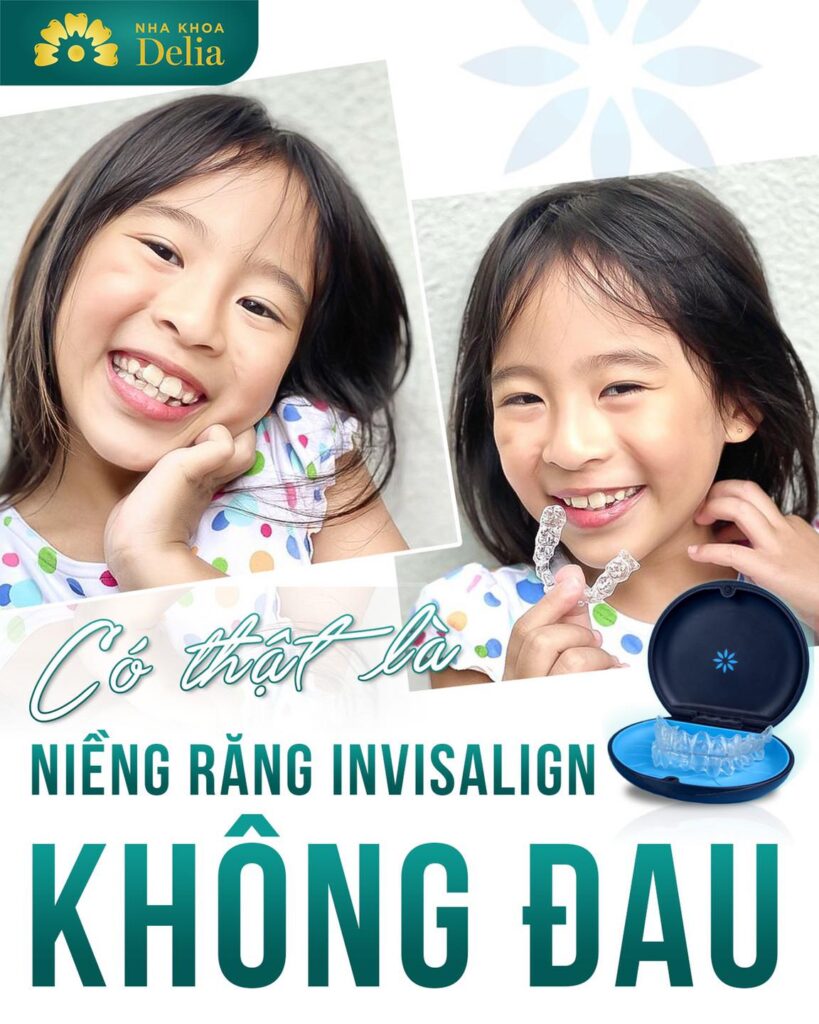 NHA KHOA
Delia
Có thật là
NIỀNG RĂNG INVISALIGN
KHÔNG ĐAU